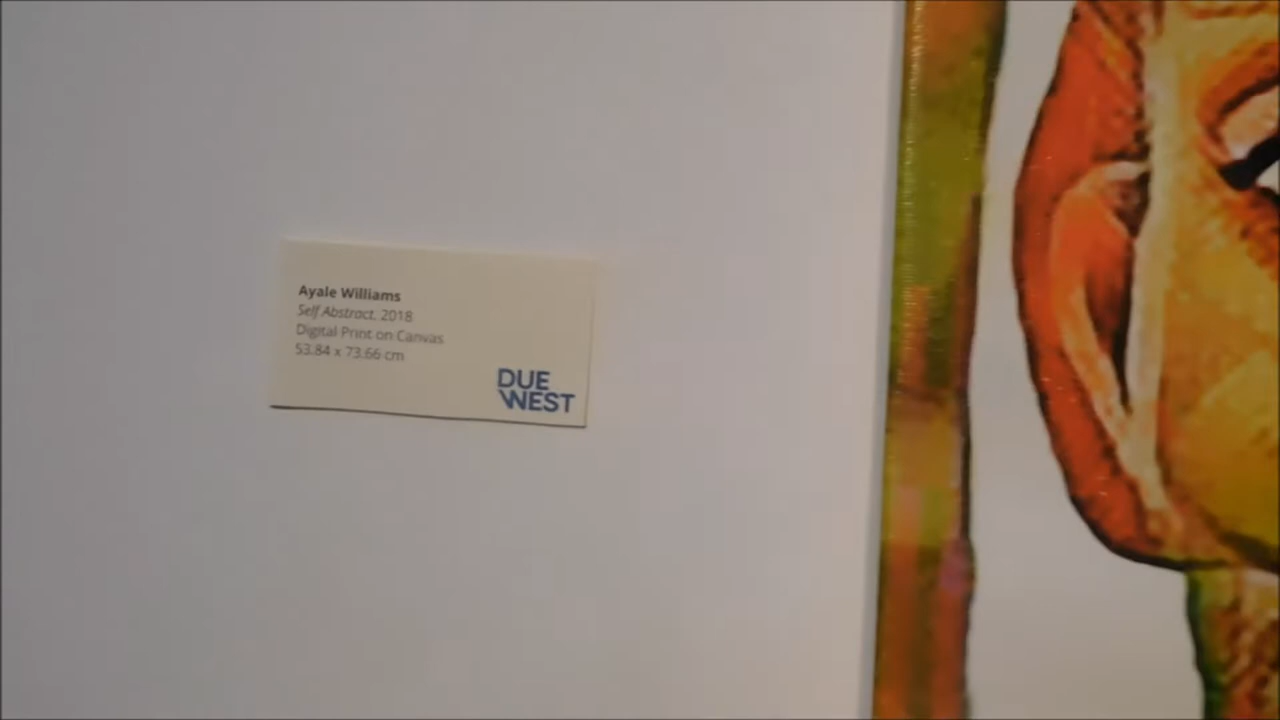 Ayale Williams
Self Abstract, 2018
Digital Print on Canvas
53.84 x 73.66 cm
DUE
WEST